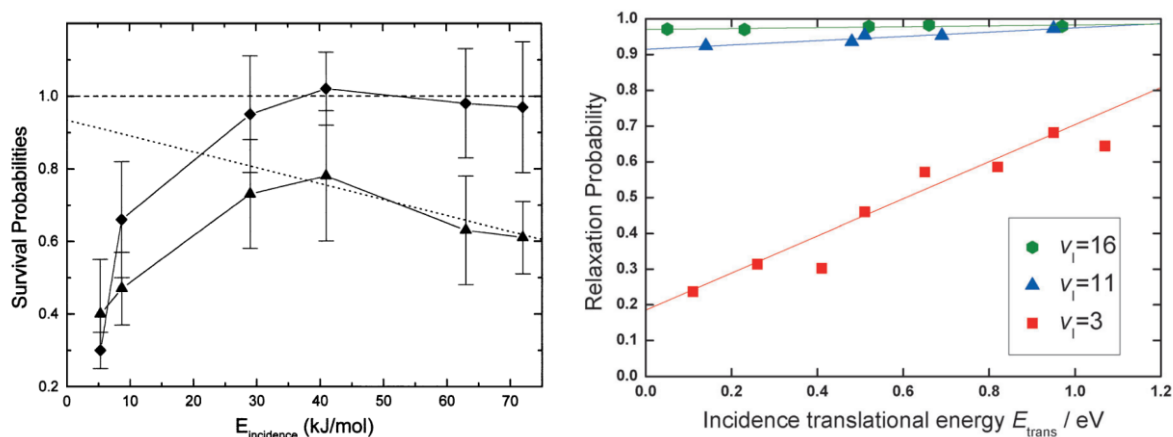 Survival Probabilities
1.0
0.8
0.6
0.4
0.2
0 10 20 30 40 50 60 70
E_incidence (kJ/mol)
Relaxation Probability
1.0
0.9
0.8
0.7
0.6
0.5
0.4
0.3
0.2
0.1
0.0
v_I=16
v_I=11
v_I=3
0.0 0.2 0.4 0.6 0.8 1.0 1.2
Incidence translational energy E_trans / eV